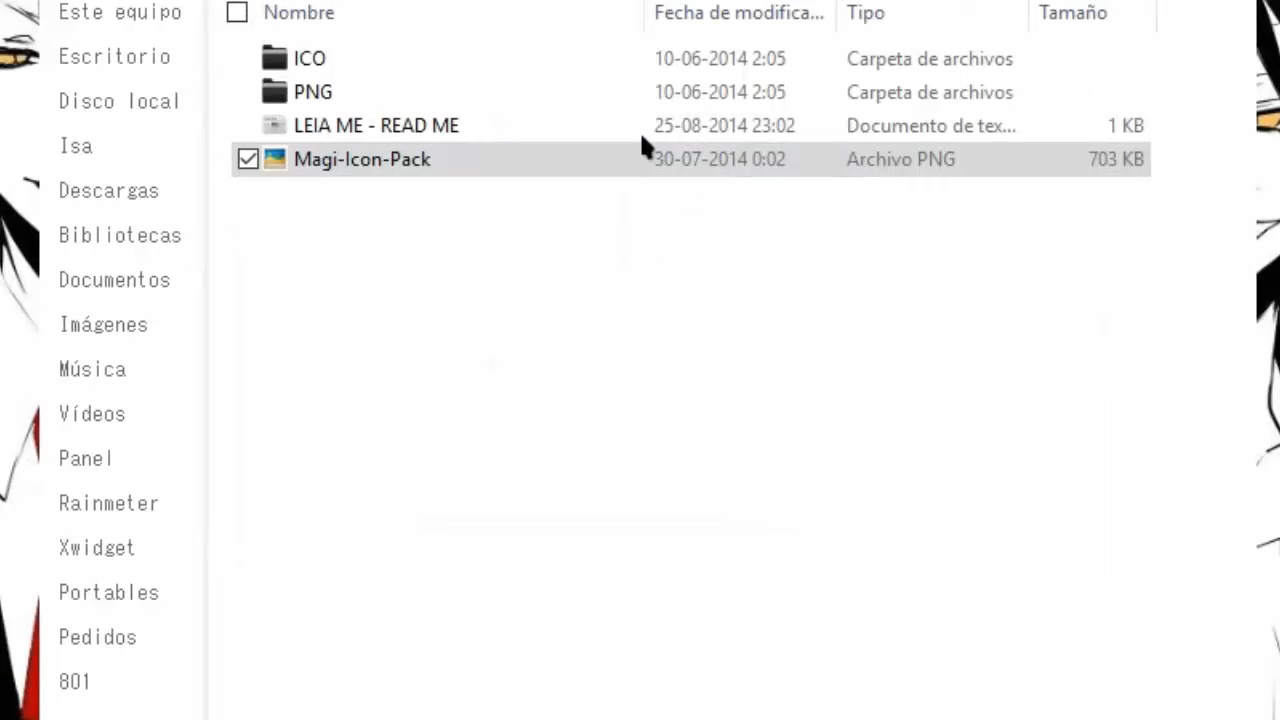 Este equipo
Escritorio
Disco local
Isa
Descargas
Bibliotecas
Documentos
Imágenes
Música
Vídeos
Panel
Rainmeter
Xwidget
Portables
Pedidos
801
Nombre Fecha de modifica... Tipo Tamaño
ICO 10-06-2014 2:05 Carpeta de archivos
PNG 10-06-2014 2:05 Carpeta de archivos
LEIA ME - READ ME 25-08-2014 23:02 Documento de tex... 1 KB
Magi-Icon-Pack 30-07-2014 0:02 Archivo PNG 703 KB